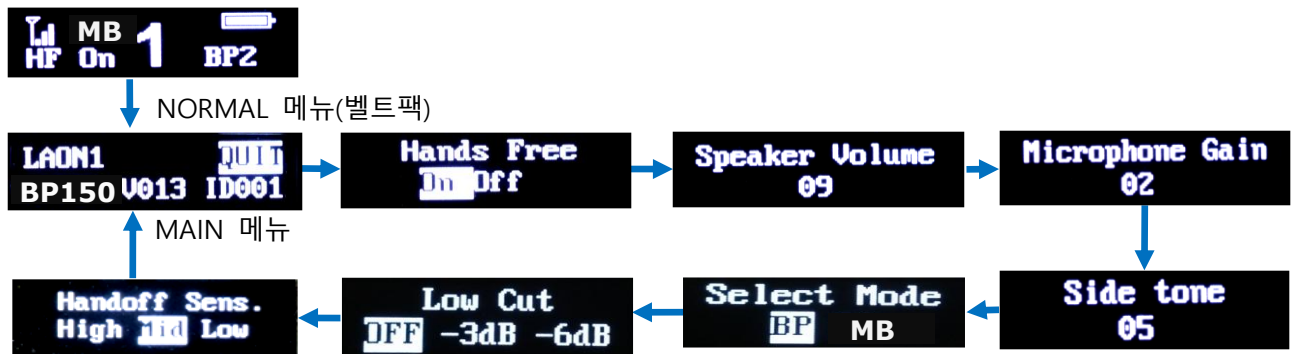 MB
HF On 1 BP2
NORMAL 메뉴(벨트팩)
LAON1 QUIT
BP150 V013 ID001
MAIN 메뉴
Hands Free
On Off
Speaker Volume
09
Microphone Gain
02
Side tone
05
Select Mode
BP MB
Low Cut
OFF -3dB -6dB
Handoff Sens.
High Mid Low